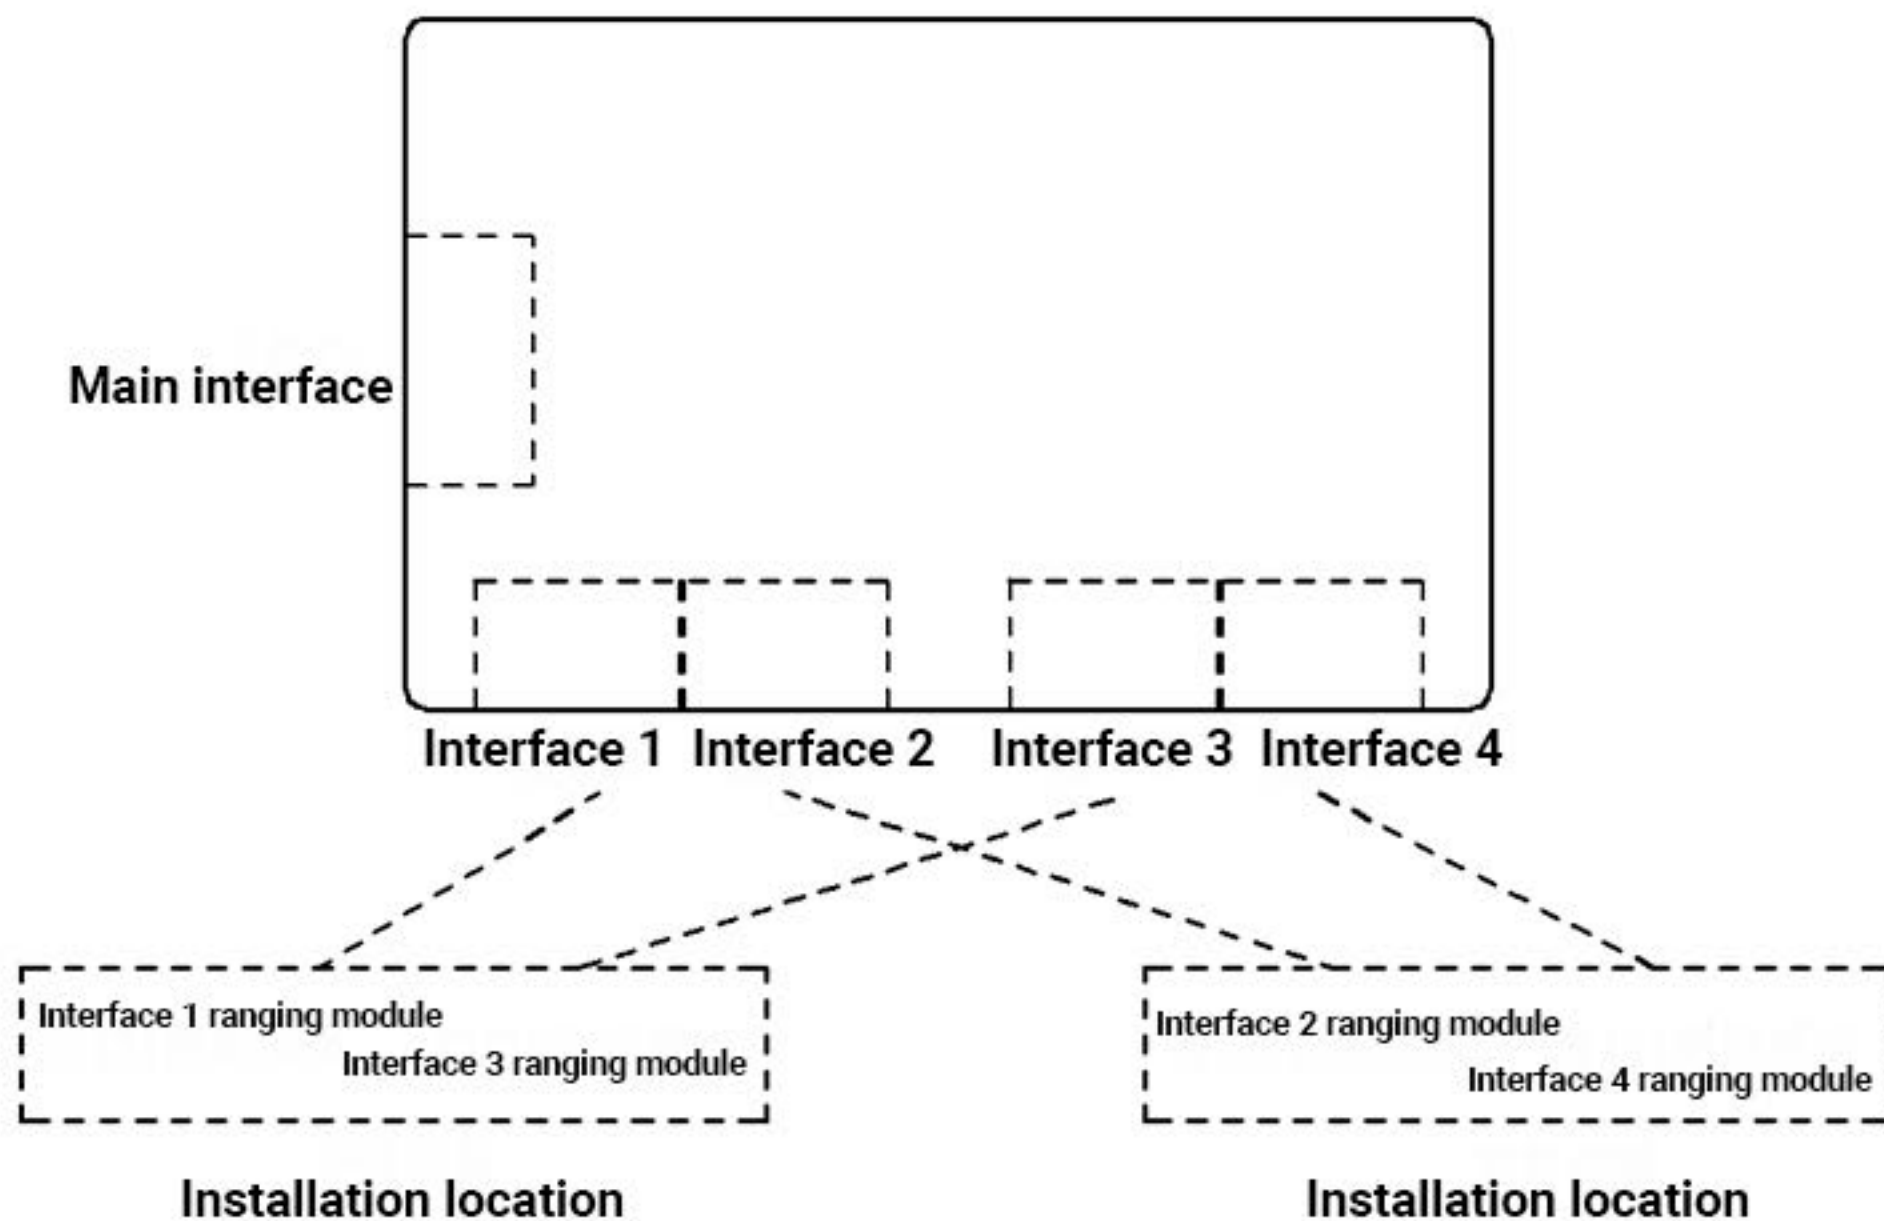 Main interface
Interface 1 Interface 2 Interface 3 Interface 4
Interface 1 ranging module
Interface 3 ranging module
Interface 2 ranging module
Interface 4 ranging module
Installation location
Installation location